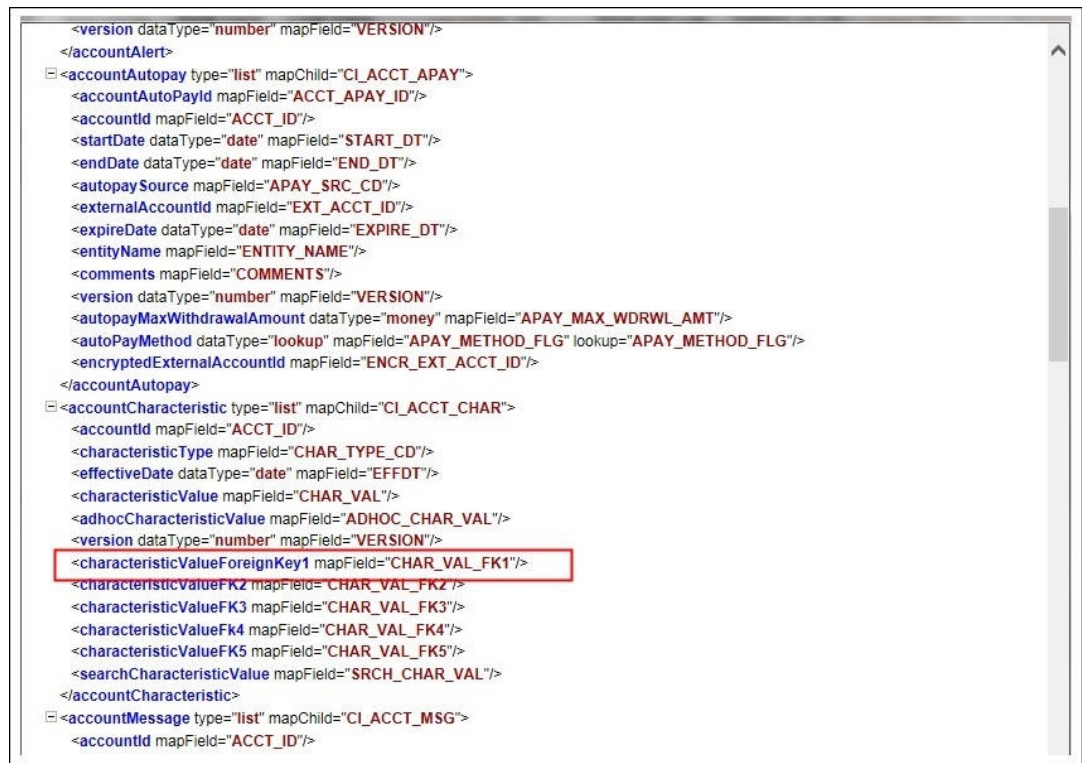 <version dataType="number" mapField="VERSION"/>
</accountAlert>
<accountAutopay type="list" mapChild="CI_ACCT_APAY">
<accountAutoPayId mapField="ACCT_APAY_ID"/>
<accountId mapField="ACCT_ID"/>
<startDate dataType="date" mapField="START_DT"/>
<endDate dataType="date" mapField="END_DT"/>
<autopaySource mapField="APAY_SRC_CD"/>
<externalAccountId mapField="EXT_ACCT_ID"/>
<expireDate dataType="date" mapField="EXPIRE_DT"/>
<entityName mapField="ENTITY_NAME"/>
<comments mapField="COMMENTS"/>
<version dataType="number" mapField="VERSION"/>
<autopayMaxWithdrawalAmount dataType="money" mapField="APAY_MAX_WDRWL_AMT"/>
<autoPayMethod dataType="lookup" mapField="APAY_METHOD_FLG" lookup="APAY_METHOD_FLG"/>
<encryptedExternalAccountId mapField="ENCR_EXT_ACCT_ID"/>
</accountAutopay>
<accountCharacteristic type="list" mapChild="CI_ACCT_CHAR">
<accountId mapField="ACCT_ID"/>
<characteristicType mapField="CHAR_TYPE_CD"/>
<effectiveDate dataType="date" mapField="EFFDT"/>
<characteristicValue mapField="CHAR_VAL"/>
<adhocCharacteristicValue mapField="ADHOC_CHAR_VAL"/>
<version dataType="number" mapField="VERSION"/>
<characteristicValueForeignKey1 mapField="CHAR_VAL_FK1"/>
<characteristicValueFK2 mapField="CHAR_VAL_FK2"/>
<characteristicValueFK3 mapField="CHAR_VAL_FK3"/>
<characteristicValueFk4 mapField="CHAR_VAL_FK4"/>
<characteristicValueFK5 mapField="CHAR_VAL_FK5"/>
<searchCharacteristicValue mapField="SRCH_CHAR_VAL"/>
</accountCharacteristic>
<accountMessage type="list" mapChild="CI_ACCT_MSG">
<accountId mapField="ACCT_ID"/>